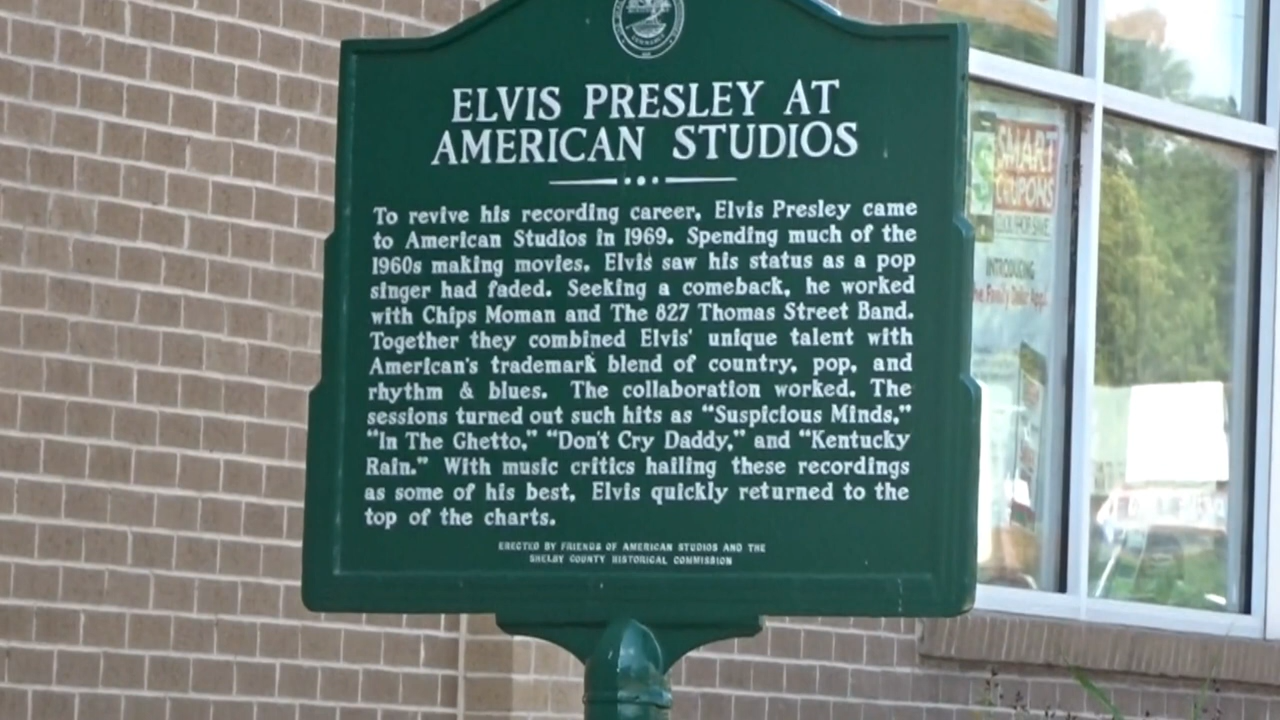 ELVIS PRESLEY AT
AMERICAN STUDIOS
To revive his recording career, Elvis Presley came
to American Studios in 1969. Spending much of the
1960s making movies, Elvis saw his status as a pop
singer had faded. Seeking a comeback, he worked
with Chips Moman and The 827 Thomas Street Band.
Together they combined Elvis' unique talent with
American's trademark blend of country, pop, and
rhythm & blues. The collaboration worked. The
sessions turned out such hits as “Suspicious Minds,”
“In The Ghetto,” “Don't Cry Daddy,” and “Kentucky
Rain.” With music critics hailing these recordings
as some of his best, Elvis quickly returned to the
top of the charts.
ERECTED BY FRIENDS OF AMERICAN STUDIOS AND THE
SHELBY COUNTY HISTORICAL COMMISSION
SMART
COUPONS
INTRODUCING
Family Dollar App